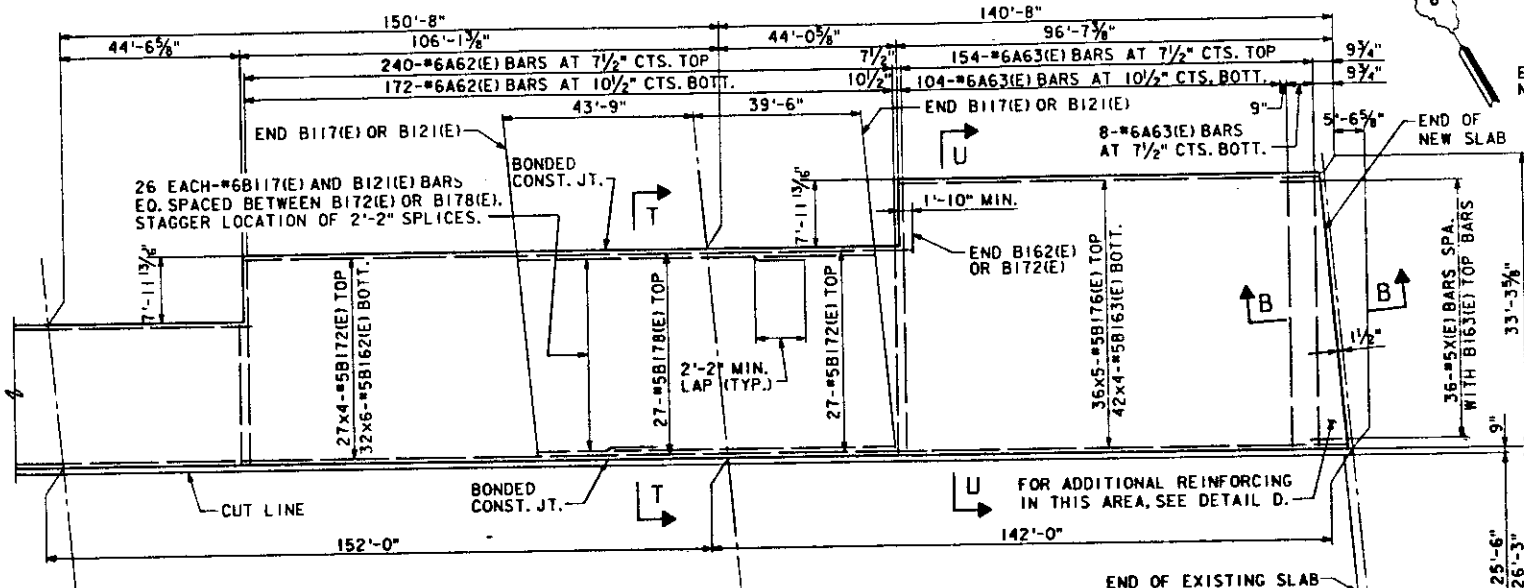 150'-8"
140'-8"
44'-6⅝"
106'-1⅜"
44'-0⅝"
96'-7⅜"
240-#6A62(E) BARS AT 7½" CTS. TOP
7½"
154-#6A63(E) BARS AT 7½" CTS. TOP
9¾"
172-#6A62(E) BARS AT 10½" CTS. BOTT.
10½"
104-#6A63(E) BARS AT 10½" CTS. BOTT.
9¾"
43'-9"
39'-6"
END B117(E) OR B121(E)
9"
5'-6⅝"
END OF
NEW SLAB
END B117(E) OR B121(E)
BONDED
CONST. JT.
U
8-#6A63(E) BARS
AT 7½" CTS. BOTT.
26 EACH-#6B117(E) AND B121(E) BARS
EQ. SPACED BETWEEN B172(E) OR B178(E).
STAGGER LOCATION OF 2'-2" SPLICES.
T
7'-11 13/16"
1'-10" MIN.
END B162(E)
OR B172(E)
7'-11 13/16"
27x4-#5B172(E) TOP
32x6-#5B162(E) BOTT.
27-#5B178(E) TOP
2'-2" MIN.
LAP (TYP.)
27-#5B172(E) TOP
36x5-#5B176(E) TOP
42x4-#5B163(E) BOTT.
B
B
1½"
36-#5X(E) BARS SPA.
WITH B163(E) TOP BARS
33'-3⅝"
9"
CUT LINE
BONDED
CONST. JT.
T
U
FOR ADDITIONAL REINFORCING
IN THIS AREA, SEE DETAIL D.
152'-0"
142'-0"
25'-6"
26'-3"
END OF EXISTING SLAB